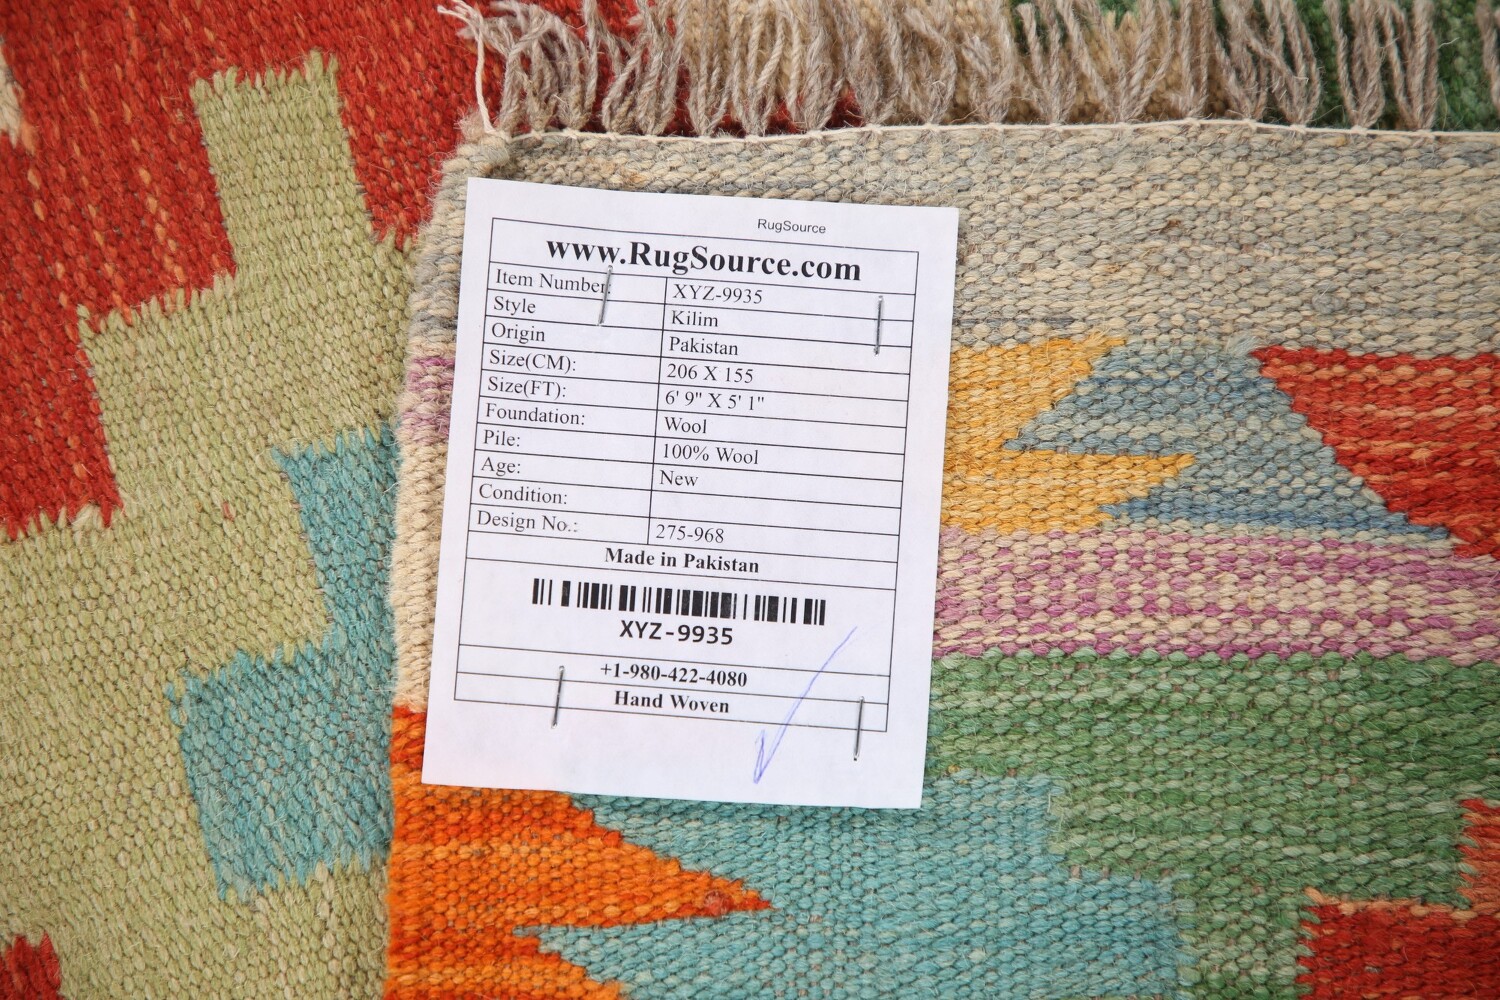 RugSource
www.RugSource.com
Item Number: XYZ-9935
Style Kilim
Origin Pakistan
Size(CM): 206 X 155
Size(FT): 6' 9" X 5' 1"
Foundation: Wool
Pile: 100% Wool
Age: New
Condition:
Design No.: 275-968
Made in Pakistan
XYZ-9935
+1-980-422-4080
Hand Woven